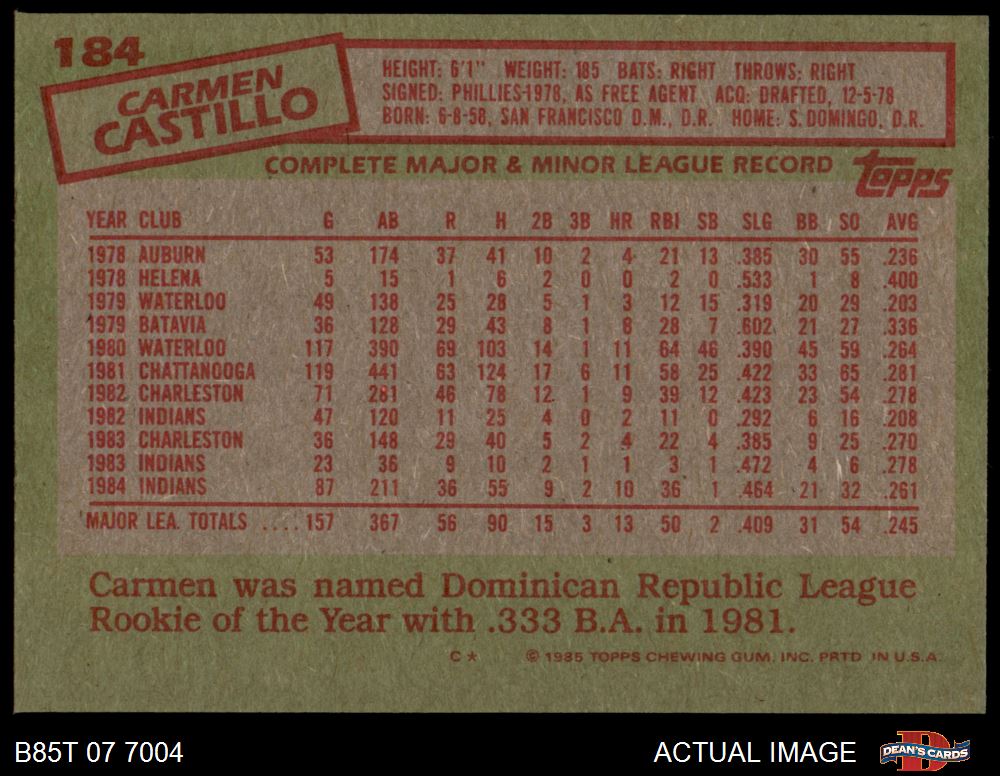 184
CARMEN
CASTILLO
HEIGHT: 6'1" WEIGHT: 185 BATS: RIGHT THROWS: RIGHT
SIGNED: PHILLIES-1978, AS FREE AGENT ACQ: DRAFTED, 12-5-78
BORN: 6-8-58, SAN FRANCISCO D.M., D.R. HOME: S. DOMINGO, D.R.
COMPLETE MAJOR & MINOR LEAGUE RECORD
TOPPS
YEAR CLUB G AB R H 2B 3B HR RBI SB SLG BB SO AVG
1978 AUBURN 53 174 37 41 10 2 4 21 13 .385 30 55 .236
1978 HELENA 5 15 1 6 2 0 0 2 0 .533 1 8 .400
1979 WATERLOO 49 138 25 28 5 1 3 12 15 .319 20 29 .203
1979 BATAVIA 36 128 29 43 8 1 8 28 7 .602 21 27 .336
1980 WATERLOO 117 390 69 103 14 1 11 64 46 .390 45 59 .264
1981 CHATTANOOGA 119 441 63 124 17 6 11 58 25 .422 33 65 .281
1982 CHARLESTON 71 281 46 78 12 1 9 39 12 .423 23 54 .278
1982 INDIANS 47 120 11 25 4 0 2 11 0 .292 6 16 .208
1983 CHARLESTON 36 148 29 40 5 2 4 22 4 .385 9 25 .270
1983 INDIANS 23 36 9 10 2 1 1 3 1 .472 4 6 .278
1984 INDIANS 87 211 36 55 9 2 10 36 1 .464 21 32 .261
MAJOR LEA. TOTALS .... 157 367 56 90 15 3 13 50 2 .409 31 54 .245
Carmen was named Dominican Republic League
Rookie of the Year with .333 B.A. in 1981.
C * © 1985 TOPPS CHEWING GUM, INC. PRTD. IN U.S.A.
B85T 07 7004
ACTUAL IMAGE
D
DEAN'S CARDS